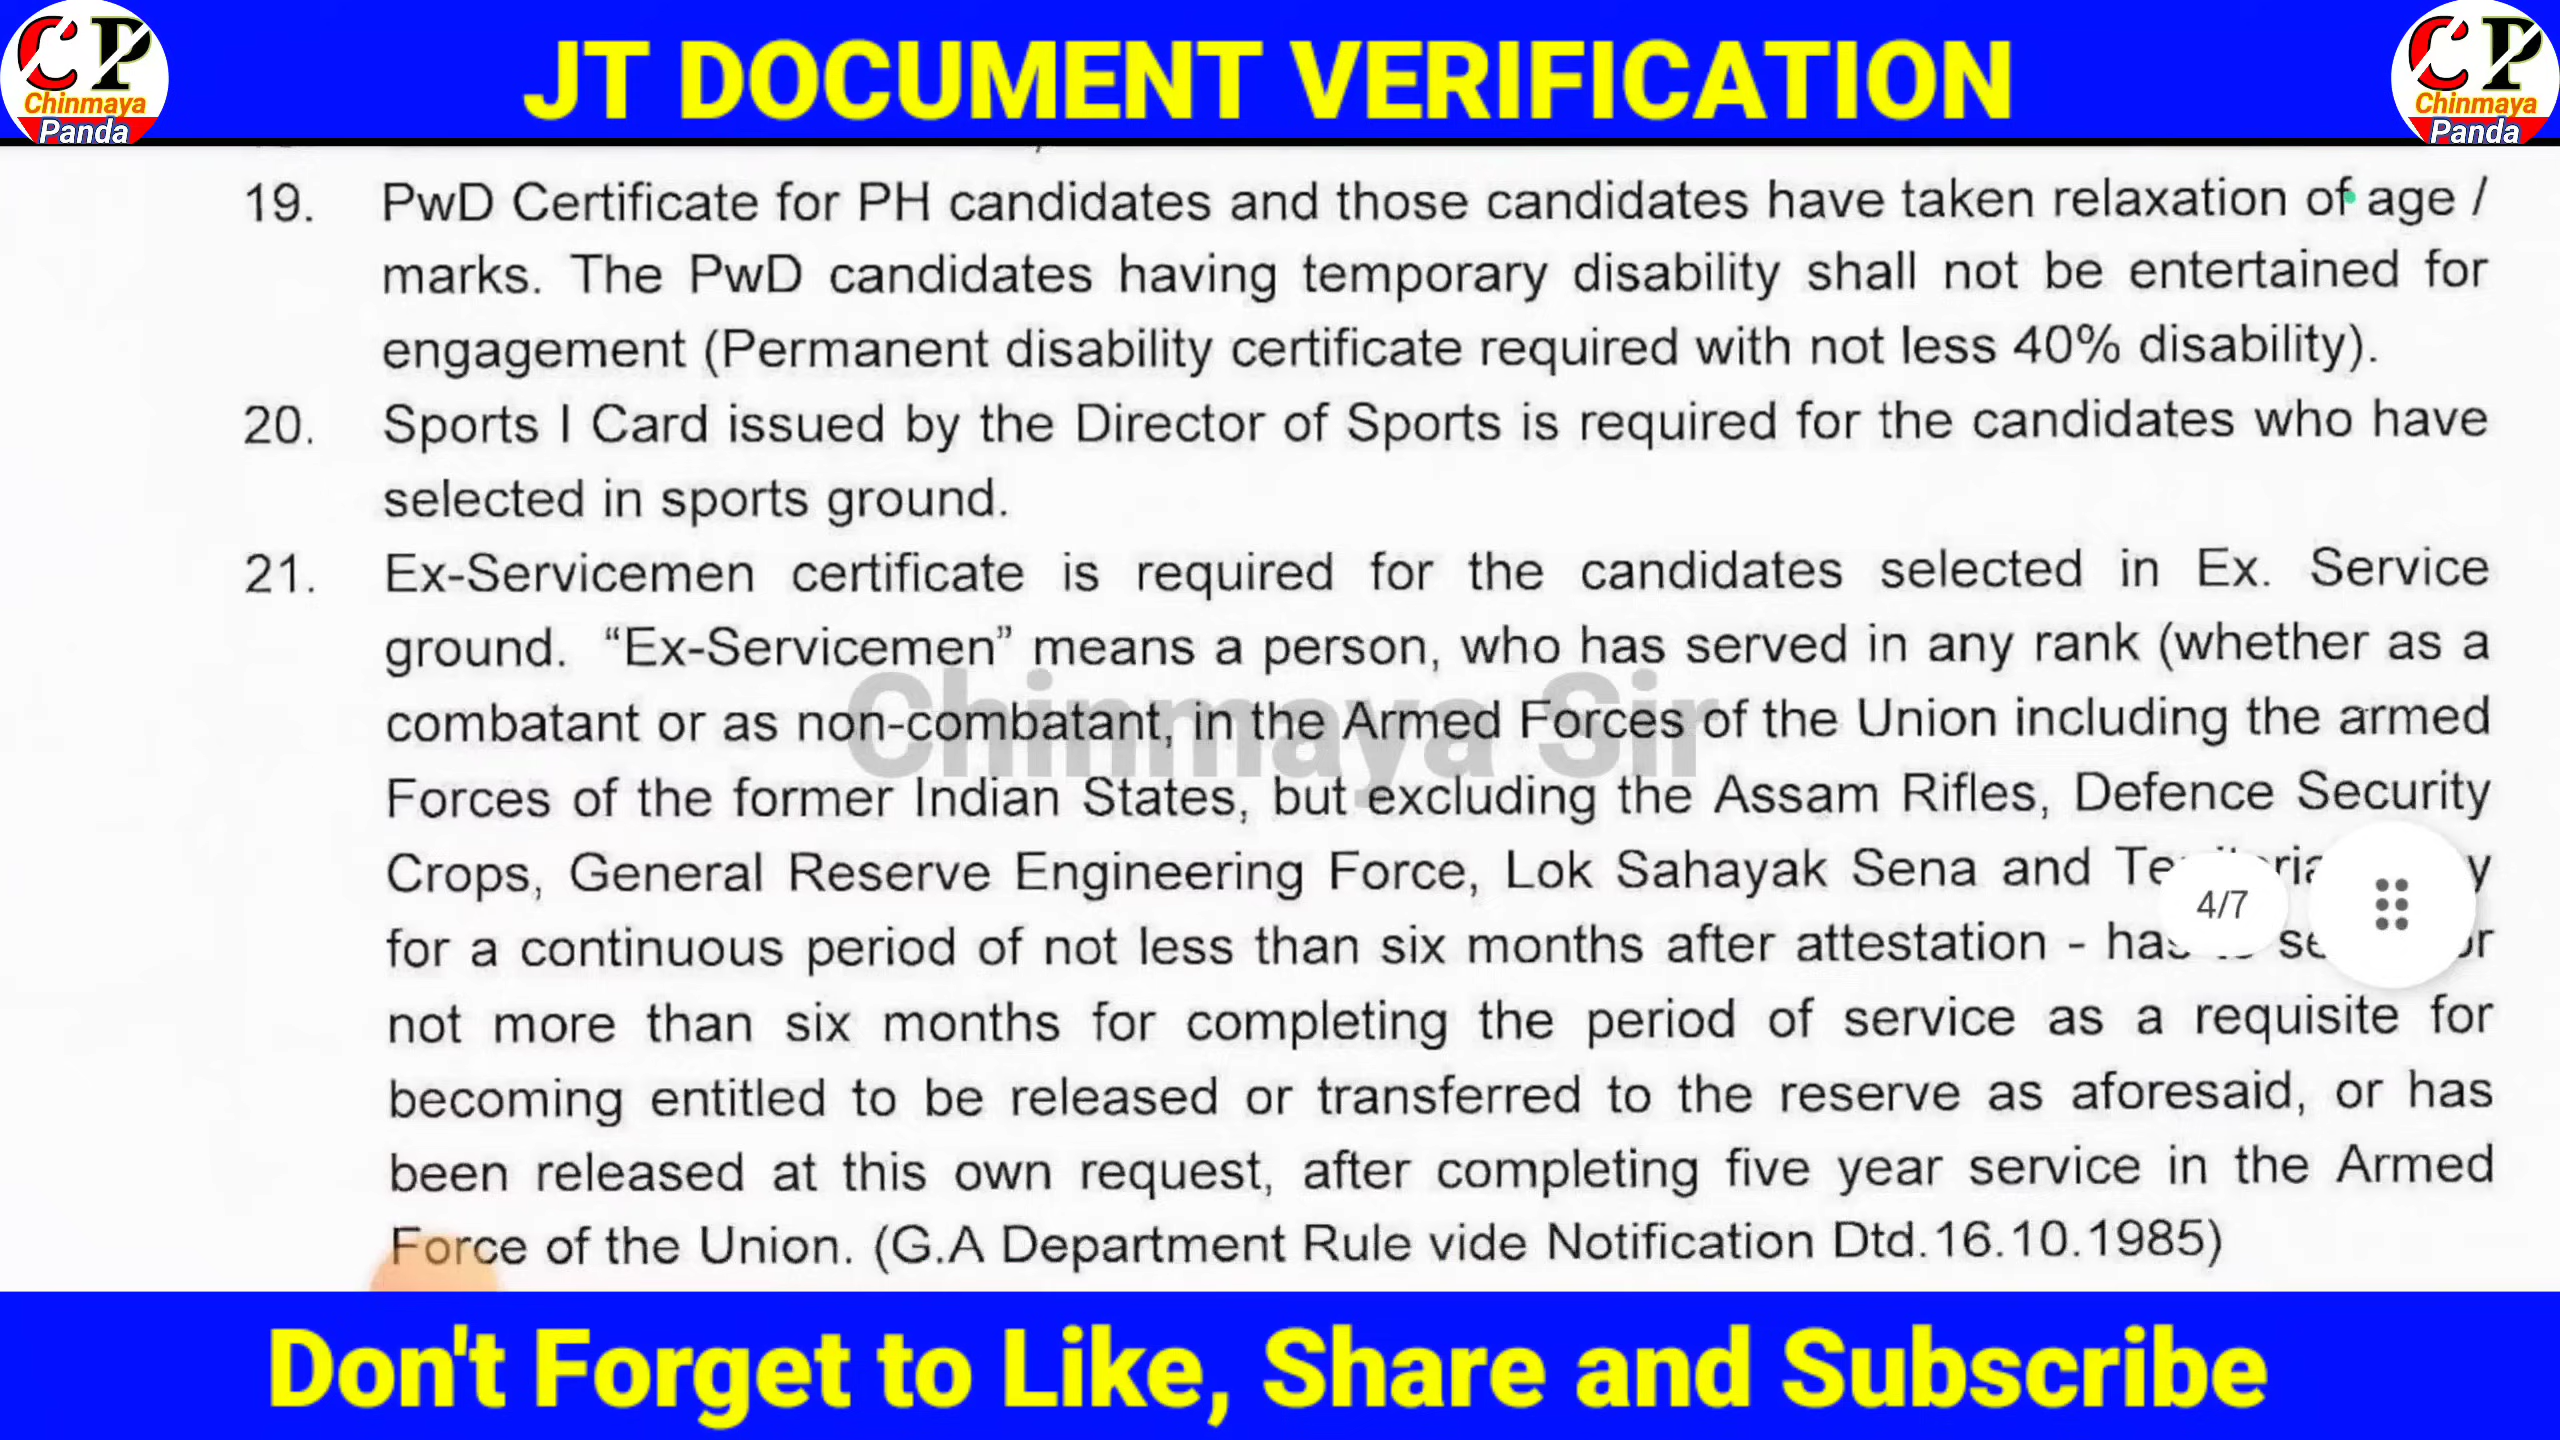 CP
Chinmaya
Panda
JT DOCUMENT VERIFICATION
CP
Chinmaya
Panda
19. PwD Certificate for PH candidates and those candidates have taken relaxation of age /
marks. The PwD candidates having temporary disability shall not be entertained for
engagement (Permanent disability certificate required with not less 40% disability).
20. Sports I Card issued by the Director of Sports is required for the candidates who have
selected in sports ground.
21. Ex-Servicemen certificate is required for the candidates selected in Ex. Service
ground. “Ex-Servicemen” means a person, who has served in any rank (whether as a
combatant or as non-combatant, in the Armed Forces of the Union including the armed
Chinmaya Sir
Forces of the former Indian States, but excluding the Assam Rifles, Defence Security
Crops, General Reserve Engineering Force, Lok Sahayak Sena and
4/7
for a continuous period of not less than six months after attestation -
not more than six months for completing the period of service as a requisite for
becoming entitled to be released or transferred to the reserve as aforesaid, or has
been released at this own request, after completing five year service in the Armed
Force of the Union. (G.A Department Rule vide Notification Dtd.16.10.1985)
Don't Forget to Like, Share and Subscribe